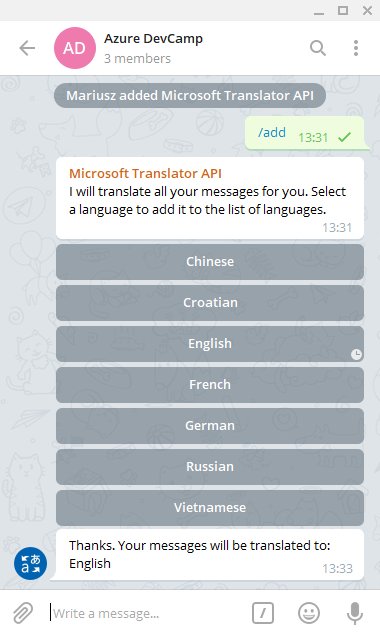 AD
Azure DevCamp
3 members
Mariusz added Microsoft Translator API
/add 13:31
Microsoft Translator API
I will translate all your messages for you. Select
a language to add it to the list of languages.
13:31
Chinese
Croatian
English
French
German
Russian
Vietnamese
Thanks. Your messages will be translated to:
English
13:33
あ
a
Write a message...
/